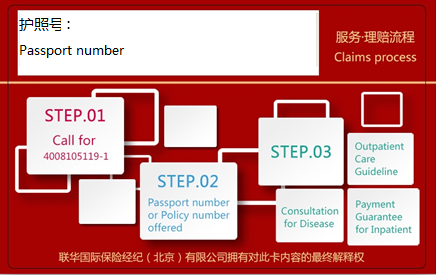 护照号：
Passport number
服务·理赔流程
Claims process
STEP.01
Call for
4008105119-1
STEP.02
Passport number
or Policy number
offered
STEP.03
Consultation
for Disease
Outpatient
Care
Guideline
Payment
Guarantee
for Inpatient
联华国际保险经纪（北京）有限公司拥有对此卡内容的最终解释权